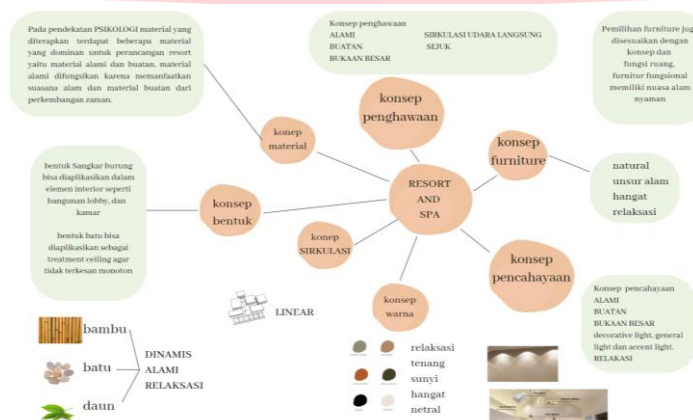 Pada pendekatan PSIKOLOGI material yang
diterapkan terdapat beberapa material
yang dominan untuk perancangan resort
yaitu material alami dan buatan, material
alami difungsikan karena memanfaatkan
suasana alam dan material buatan dari
perkembangan zaman.
Konsep penghawaan
ALAMI SIRKULASI UDARA LANGSUNG
BUATAN SEJUK
BUKAAN BESAR
Pemilihan furniture jug
disesuaikan dengan
konsep dan
fungsi ruang,
furnitur fungsional
memiliki nuasa alam
nyaman
konsep
penghawaan
konep
material
konsep
furniture
natural
unsur alam
hangat
relaksasi
bentuk Sangkar burung
bisa diaplikasikan dalam
elemen interior seperti
bangunan lobby, dan
kamar
bentuk batu bisa
diaplikasikan sebagai
treatment ceiling agar
tidak terkesan monoton
konsep
bentuk
RESORT
AND
SPA
konep
SIRKULASI
konsep
pencahayaan
konsep
warna
LINEAR
Konsep pencahayaan
ALAMI
BUATAN
BUKAAN BESAR
decorative light, general
light dan accent light.
RELAKASI
bambu
batu
daun
DINAMIS
ALAMI
RELAKSASI
relaksasi
tenang
sunyi
hangat
netral